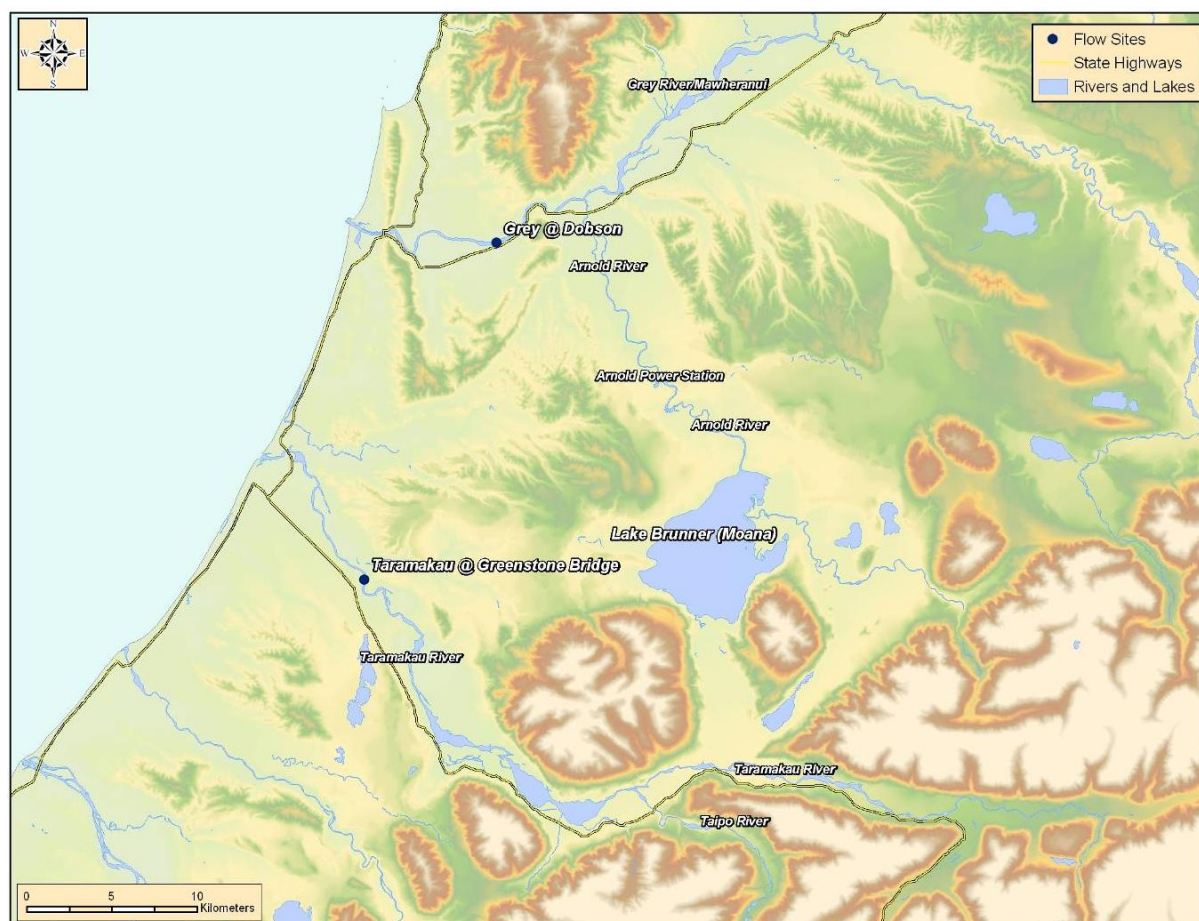 N
W E
S
Flow Sites
State Highways
Rivers and Lakes
Grey River/Mawheranui
Grey @ Dobson
Arnold River
Arnold Power Station
Arnold River
Lake Brunner (Moana)
Taramakau @ Greenstone Bridge
Taramakau River
Taramakau River
Taipo River
0 5 10
Kilometers